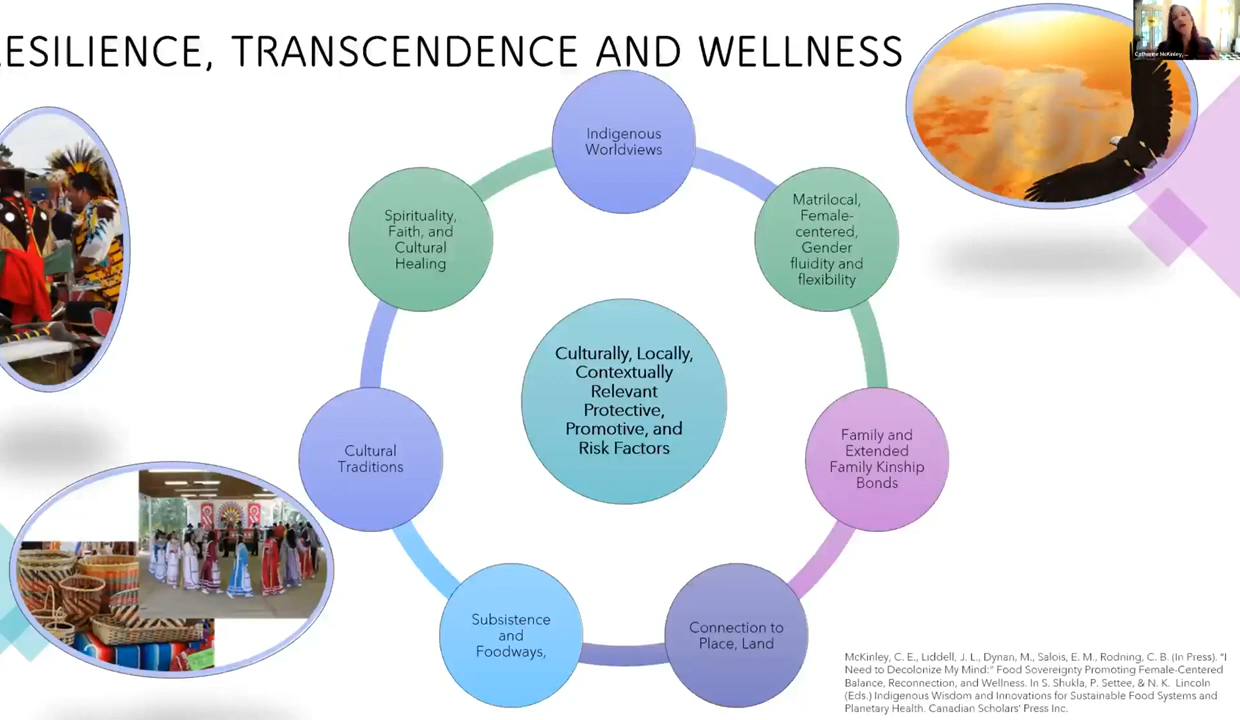 ESILIENCE, TRANSCENDENCE AND WELLNESS
Catherine McKinley,...
Indigenous
Worldviews
Matrilocal,
Female-
centered,
Gender
fluidity and
flexibility
Family and
Extended
Family Kinship
Bonds
Connection to
Place, Land
Subsistence
and
Foodways,
Cultural
Traditions
Spirituality,
Faith, and
Cultural
Healing
Culturally, Locally,
Contextually
Relevant
Protective,
Promotive, and
Risk Factors
McKinley, C. E., Liddell, J. L., Dynan, M., Salois, E. M., Rodning, C. B. (In Press). "I
Need to Decolonize My Mind:" Food Sovereignty Promoting Female-Centered
Balance, Reconnection, and Wellness. In S. Shukla, P. Settee, & N. K. Lincoln
(Eds.) Indigenous Wisdom and Innovations for Sustainable Food Systems and
Planetary Health. Canadian Scholars' Press Inc.